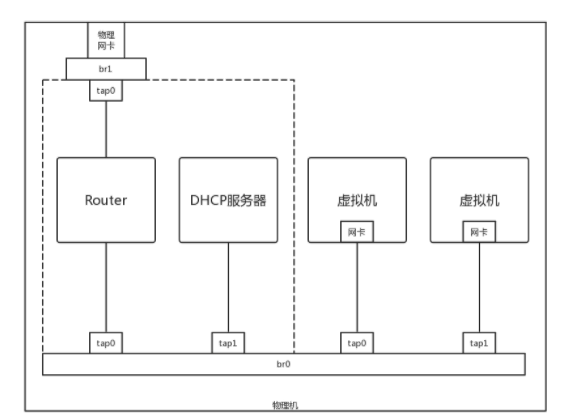 物理
网卡
br1
tap0
Router
DHCP服务器
虚拟机
网卡
虚拟机
网卡
tap0
tap1
tap0
tap1
br0
物理机